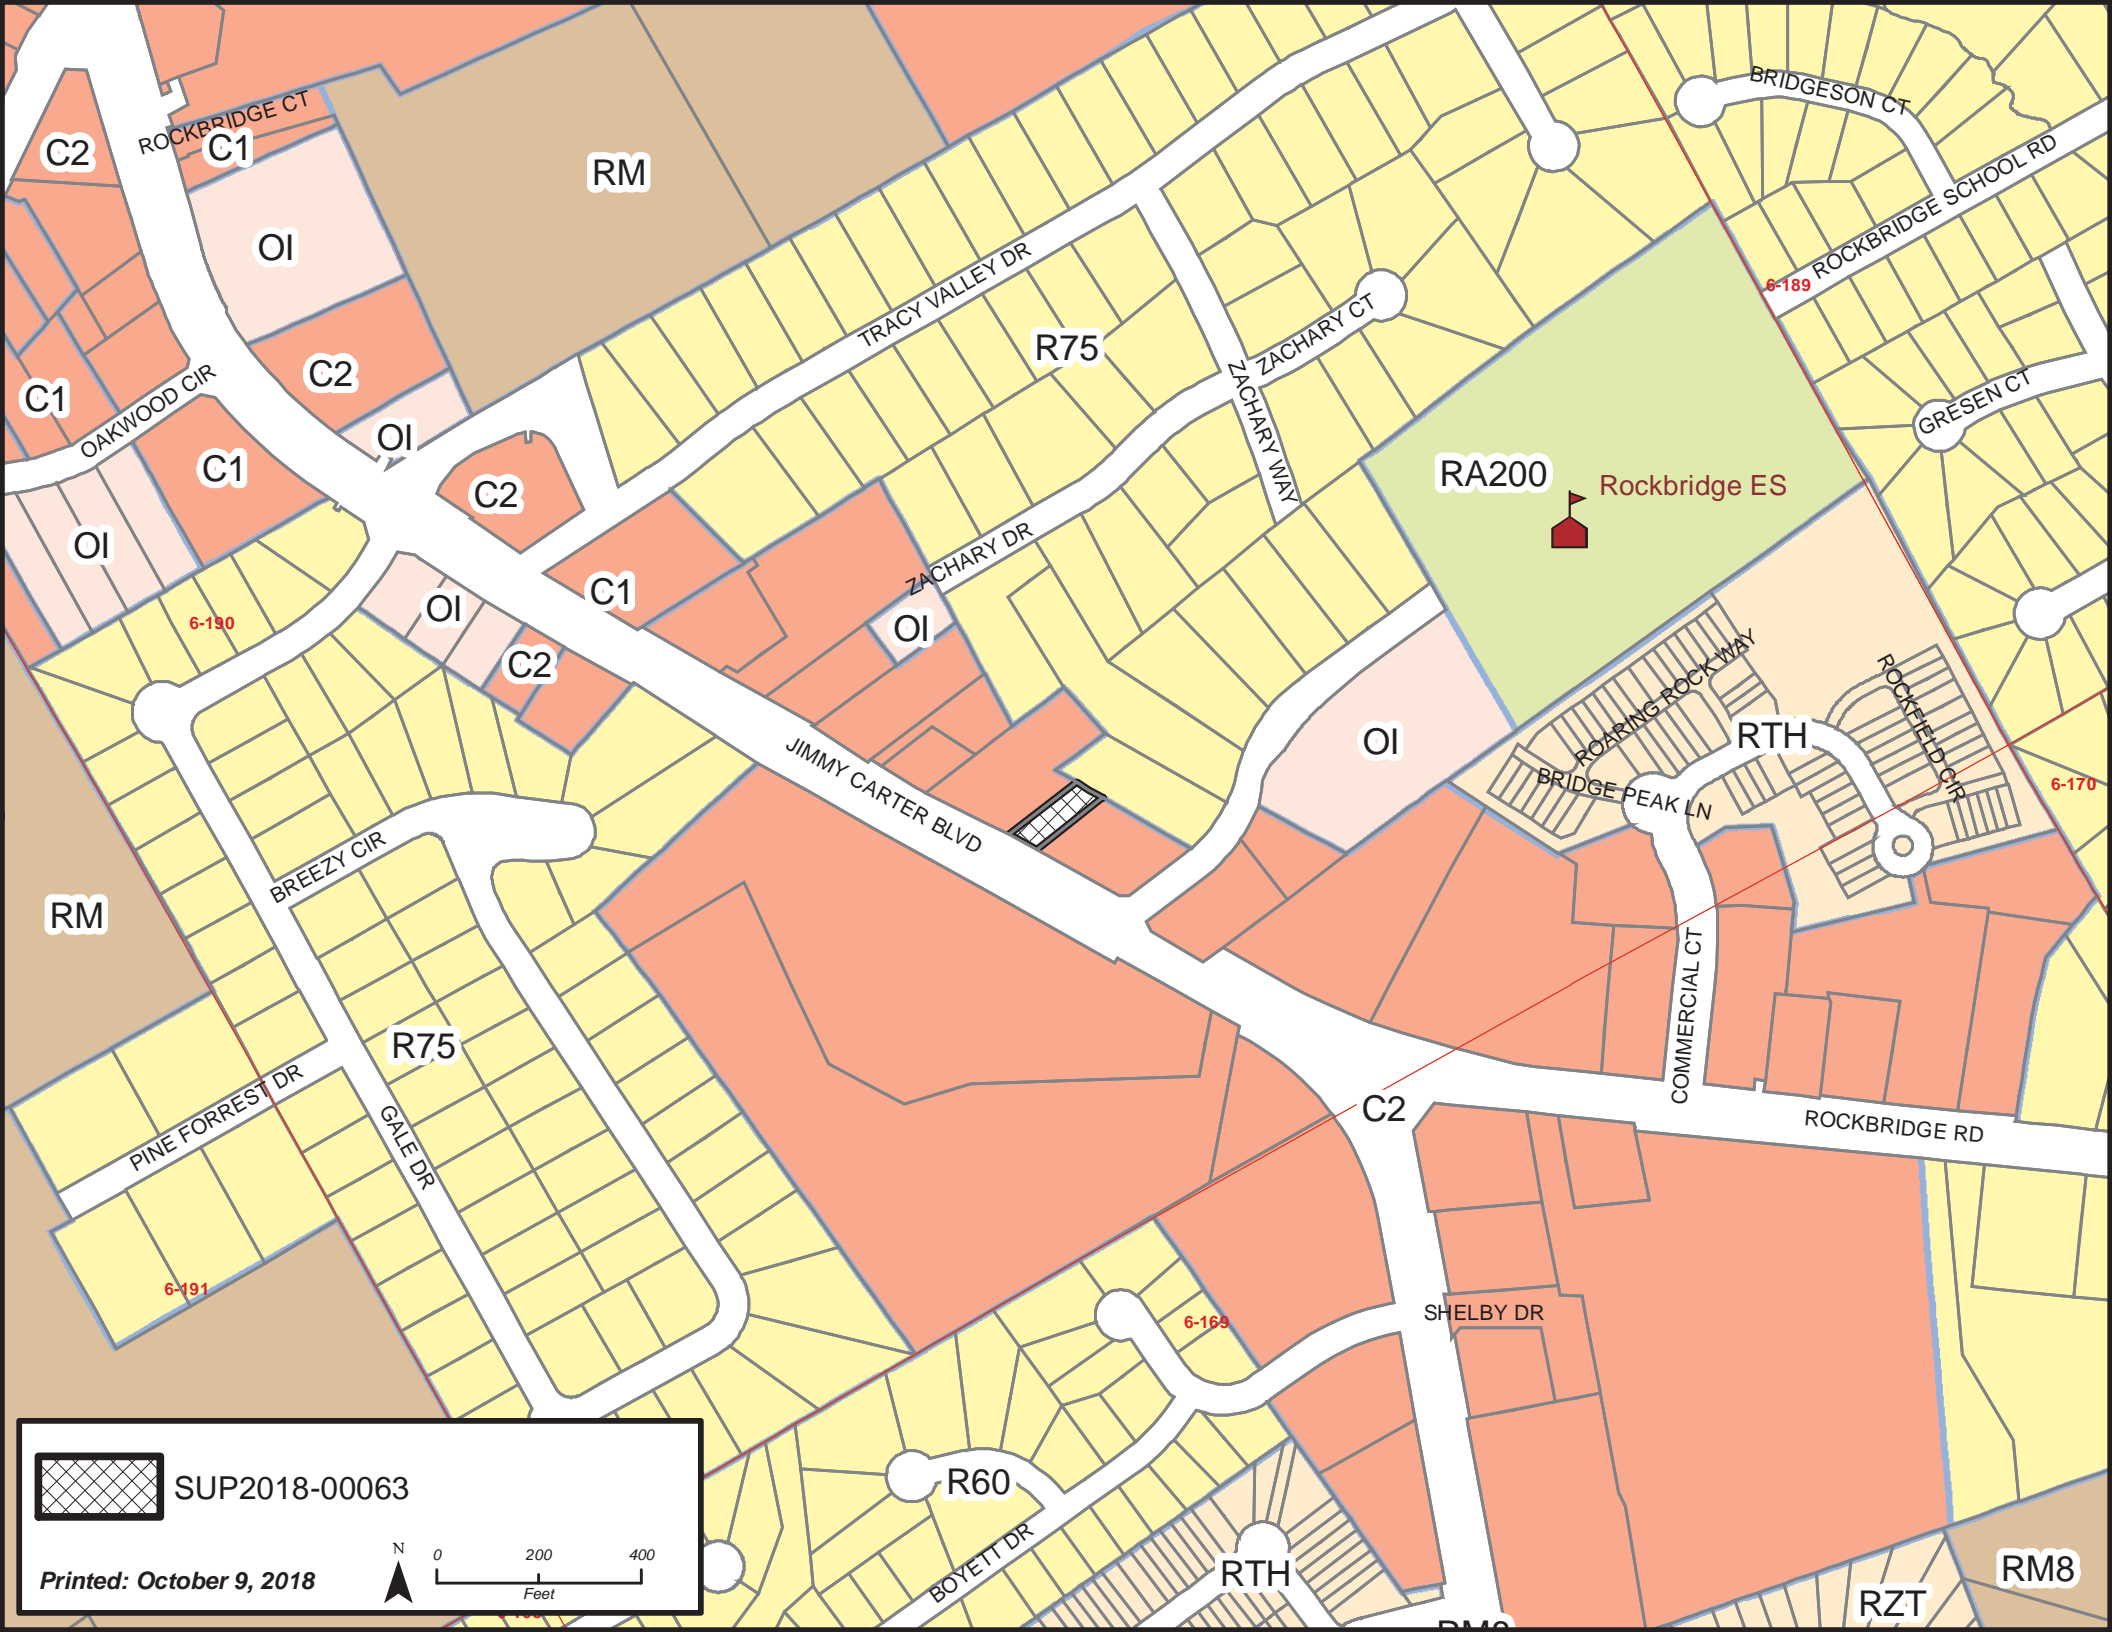 BRIDGESON CT
ROCKBRIDGE CT
C2
C1
RM
ROCKBRIDGE SCHOOL RD
OI
TRACY VALLEY DR
6-189
ZACHARY CT
R75
C2
C1
OAKWOOD CIR
GRESEN CT
ZACHARY WAY
OI
C1
C2
RA200
Rockbridge ES
OI
ZACHARY DR
C1
OI
6-190
OI
C2
ROARING ROCK WAY
ROCKFIELD CIR
RTH
OI
JIMMY CARTER BLVD
BRIDGE PEAK LN
6-170
BREEZY CIR
RM
COMMERCIAL CT
R75
PINE FORREST DR
GALE DR
C2
ROCKBRIDGE RD
6-191
SHELBY DR
6-169
R60
SUP2018-00063
BOYETT DR
RTH
RM8
RZT
N
0 200 400
Feet
Printed: October 9, 2018